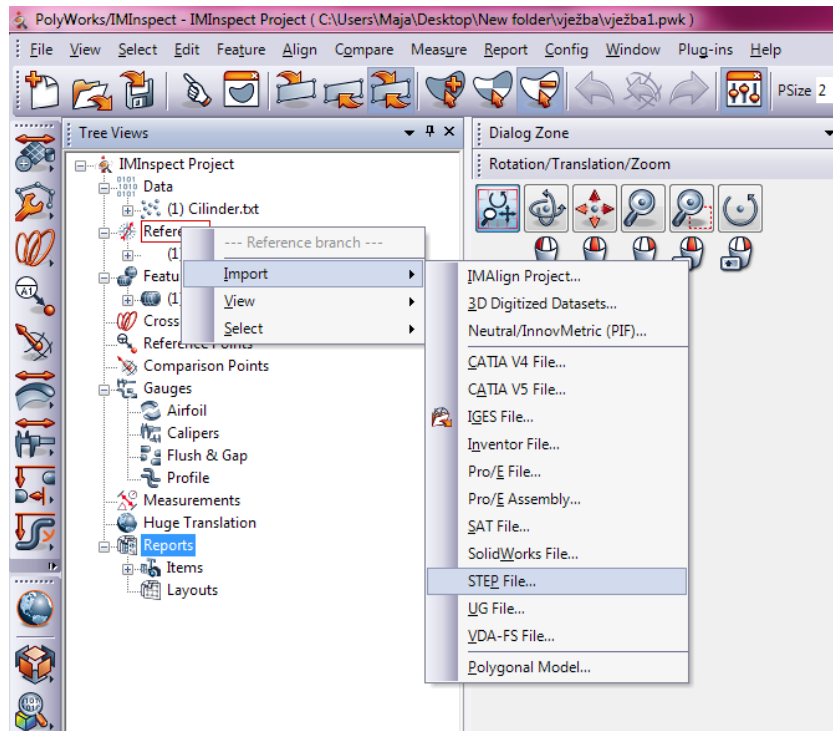 PolyWorks/IMInspect - IMInspect Project ( C:\Users\Maja\Desktop\New folder\vježba\vježba1.pwk )
File View Select Edit Feature Align Compare Measure Report Config Window Plug-ins Help
PSize 2
Tree Views
Dialog Zone
Rotation/Translation/Zoom
IMInspect Project
Data
(1) Cilinder.txt
--- Reference branch ---
Import
View
Select
Cross
Reference Points
Comparison Points
Gauges
Airfoil
Calipers
Flush & Gap
Profile
Measurements
Huge Translation
Reports
Items
Layouts
IMAlign Project...
3D Digitized Datasets...
Neutral/InnovMetric (PIF)...
CATIA V4 File...
CATIA V5 File...
IGES File...
Inventor File...
Pro/E File...
Pro/E Assembly...
SAT File...
SolidWorks File...
STEP File...
UG File...
VDA-FS File...
Polygonal Model...